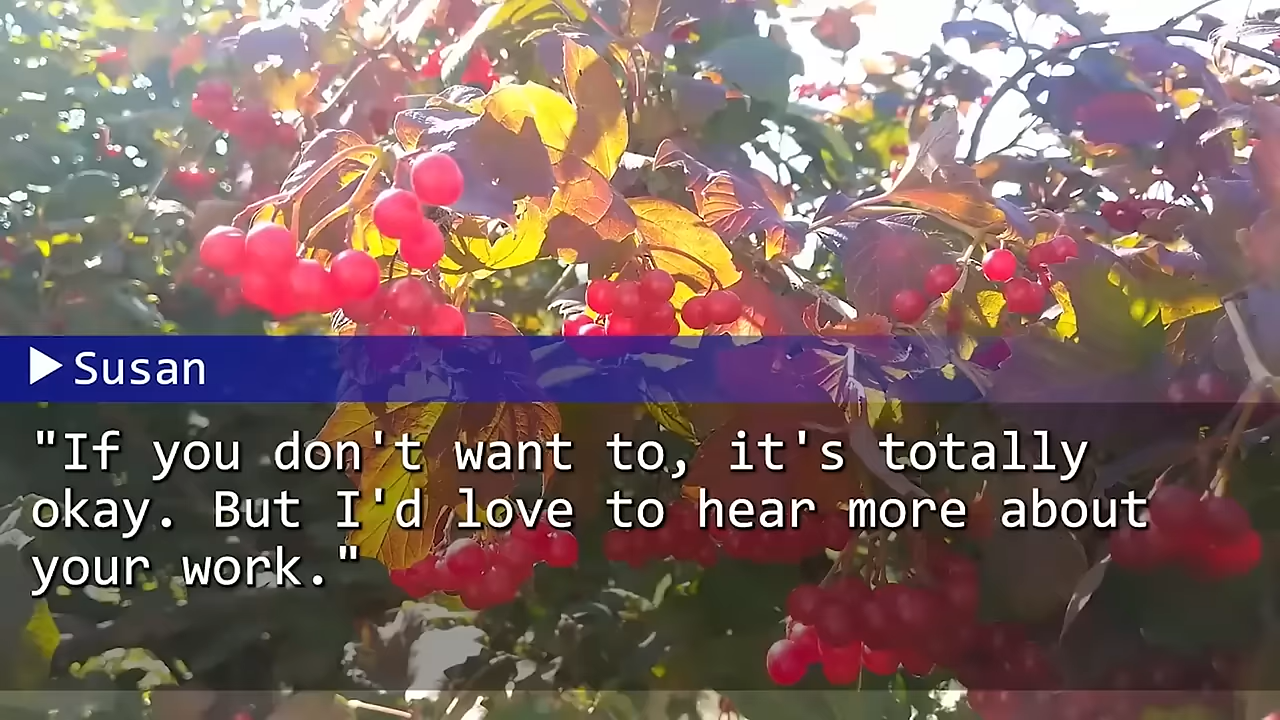 Susan
"If you don't want to, it's totally
okay. But I'd love to hear more about
your work."